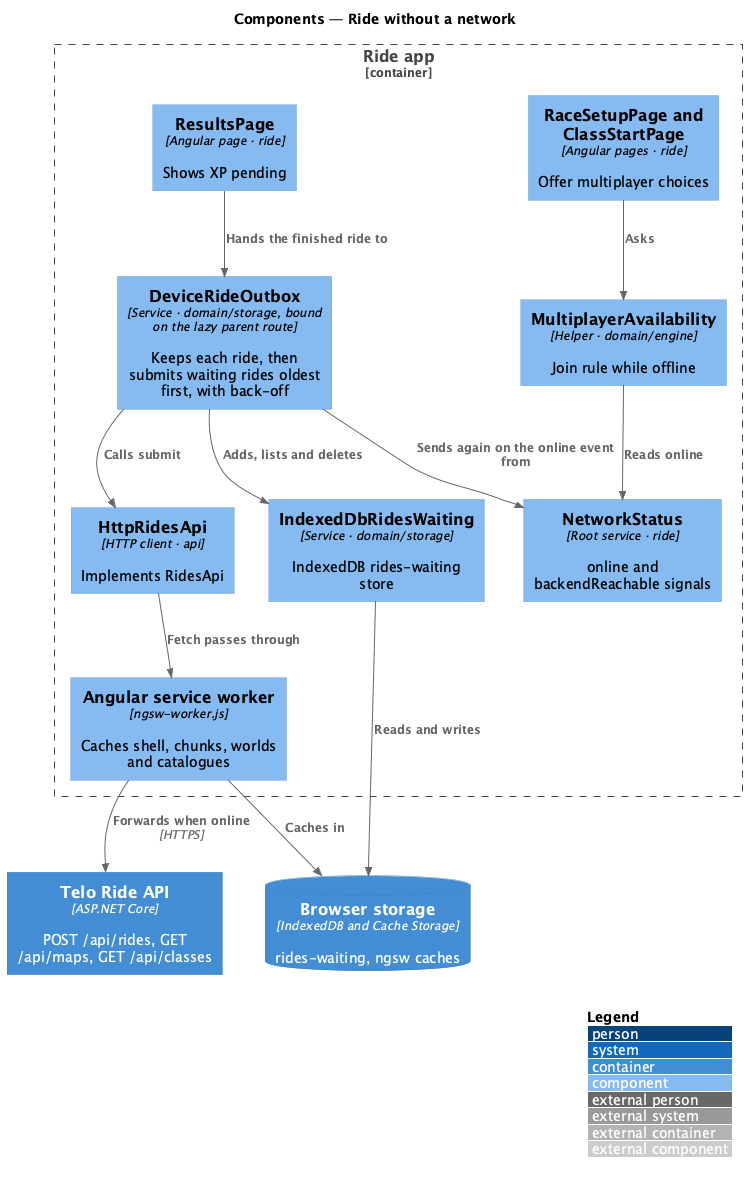 Components — Ride without a network
Ride app
[container]
ResultsPage
[Angular page · ride]
Shows XP pending
RaceSetupPage and
ClassStartPage
[Angular pages · ride]
Offer multiplayer choices
Hands the finished ride to
Asks
DeviceRideOutbox
[Service · domain/storage, bound
on the lazy parent route]
Keeps each ride, then
submits waiting rides oldest
first, with back-off
MultiplayerAvailability
[Helper · domain/engine]
Join rule while offline
Calls submit
Adds, lists and deletes
Sends again on the online event
from
Reads online
HttpRidesApi
[HTTP client · api]
Implements RidesApi
IndexedDbRidesWaiting
[Service · domain/storage]
IndexedDB rides-waiting
store
NetworkStatus
[Root service · ride]
online and
backendReachable signals
Fetch passes through
Angular service worker
[ngsw-worker.js]
Caches shell, chunks, worlds
and catalogues
Reads and writes
Forwards when online
[HTTPS]
Caches in
Telo Ride API
[ASP.NET Core]
POST /api/rides, GET
/api/maps, GET /api/classes
Browser storage
[IndexedDB and Cache Storage]
rides-waiting, ngsw caches
Legend
person
system
container
component
external person
external system
external container
external component